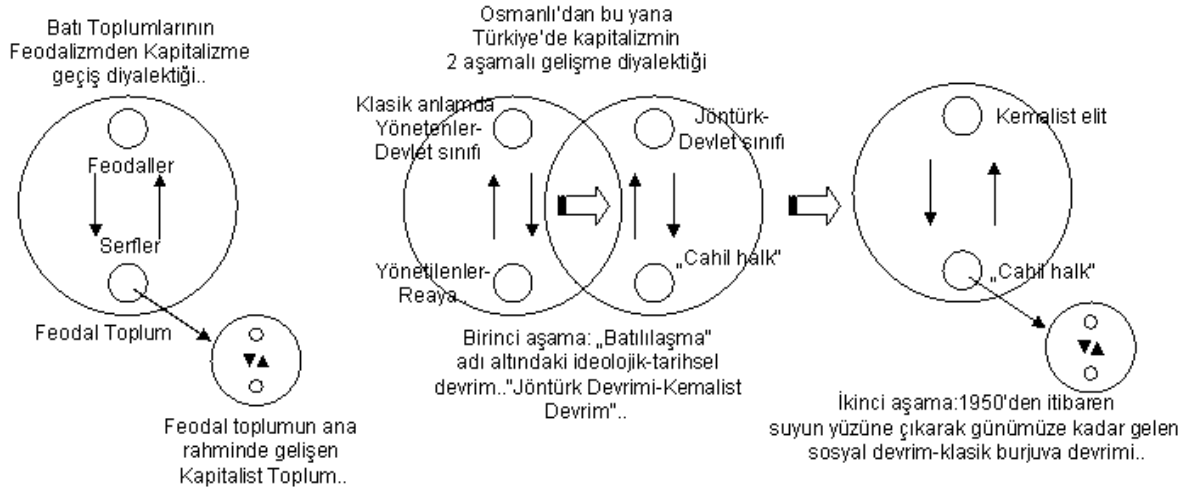 Batı Toplumlarının
Feodalizmden Kapitalizme
geçiş diyalektiği..
Feodaller
Serfler
Feodal Toplum
Feodal toplumun ana
rahminde gelişen
Kapitalist Toplum..
Osmanlı'dan bu yana
Türkiye'de kapitalizmin
2 aşamalı gelişme diyalektiği
Klasik anlamda
Yönetenler-
Devlet sınıfı
Jöntürk-
Devlet sınıfı
Yönetilenler-
Reaya
„Cahil halk"
Birinci aşama: „Batılılaşma"
adı altındaki ideolojik-tarihsel
devrim.."Jöntürk Devrimi-Kemalist
Devrim"..
Kemalist elit
„Cahil halk"
İkinci aşama:1950'den itibaren
suyun yüzüne çıkarak günümüze kadar gelen
sosyal devrim-klasik burjuva devrimi..